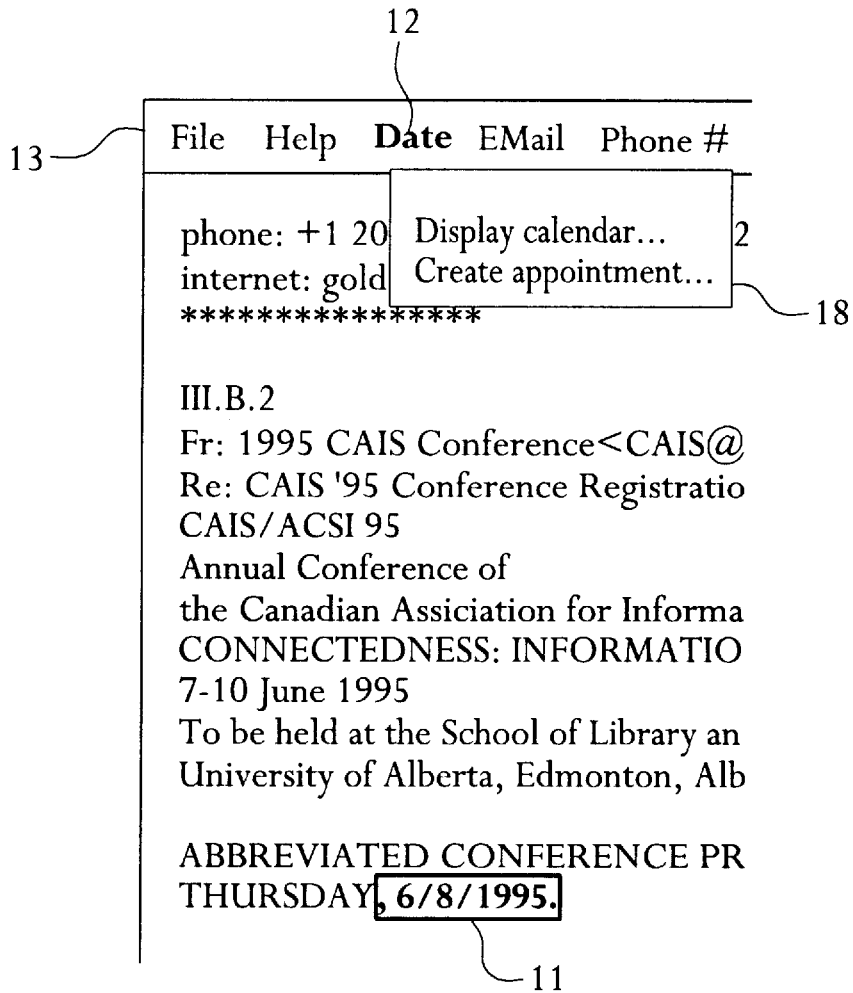 12
13
File Help Date EMail Phone #
phone: +1 20 2
Display calendar...
internet: gold
Create appointment...
****************
18
III.B.2
Fr: 1995 CAIS Conference<CAIS@
Re: CAIS '95 Conference Registratio
CAIS/ACSI 95
Annual Conference of
the Canadian Assiciation for Informa
CONNECTEDNESS: INFORMATIO
7-10 June 1995
To be held at the School of Library an
University of Alberta, Edmonton, Alb
ABBREVIATED CONFERENCE PR
THURSDAY, 6/8/1995.
11